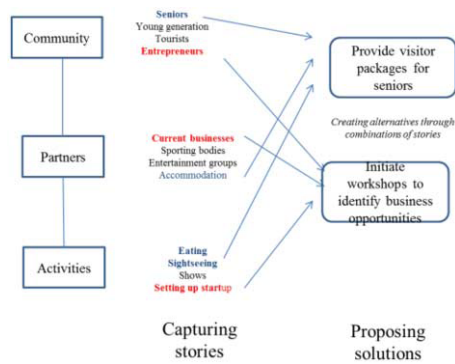 Community
Partners
Activities
Seniors
Young generation
Tourists
Entrepreneurs
Current businesses
Sporting bodies
Entertainment groups
Accommodation
Eating
Sightseeing
Shows
Setting up startup
Capturing
stories
Provide visitor
packages for
seniors
Creating alternatives through
combinations of stories
Initiate
workshops to
identify business
opportunities
Proposing
solutions